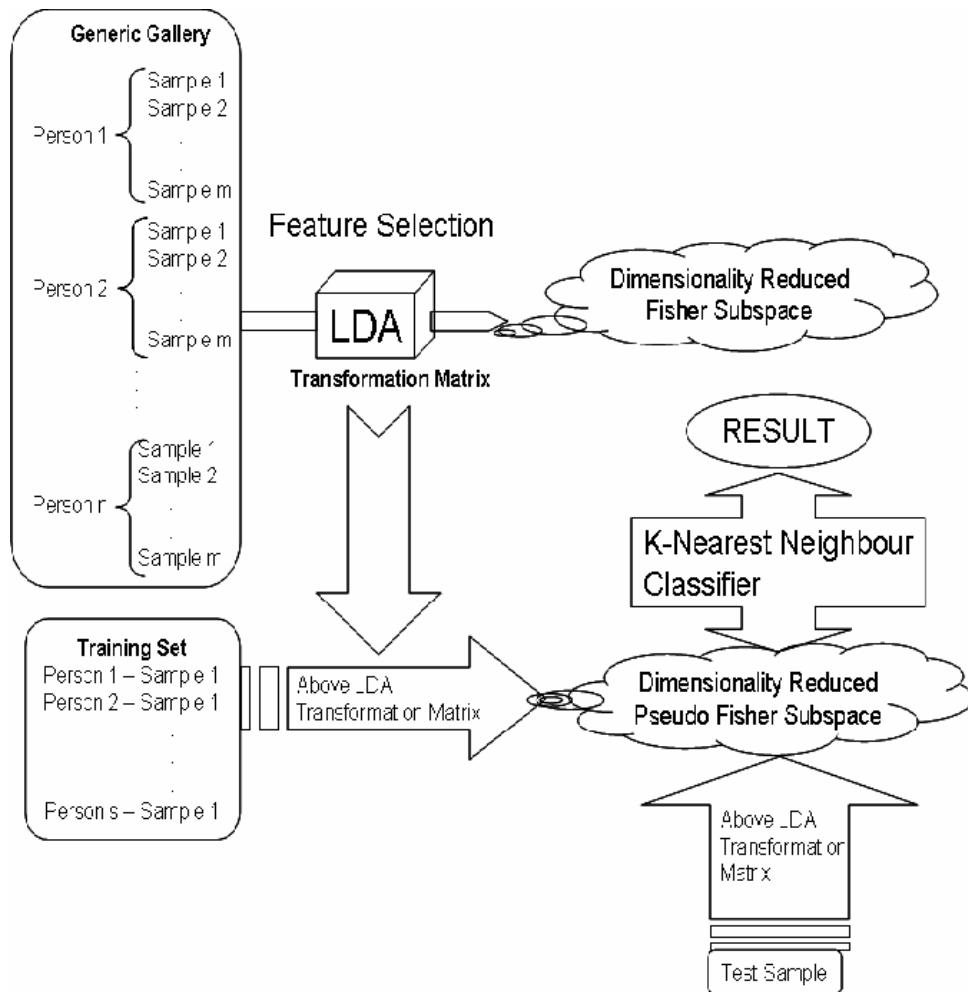 Generic Gallery
Sample 1
Sample 2
Person 1
Sample m
Sample 1
Sample 2
Person 2
Sample m
Sample 1
Sample 2
Person n
Sample m
Feature Selection
LDA
Transformation Matrix
Dimensionality Reduced
Fisher Subspace
RESULT
K-Nearest Neighbour
Classifier
Training Set
Person 1 – Sample 1
Person 2 – Sample 1
Person s – Sample 1
Above LDA
Transformation Matrix
Dimensionality Reduced
Pseudo Fisher Subspace
Above LDA
Transformation
Matrix
Test Sample